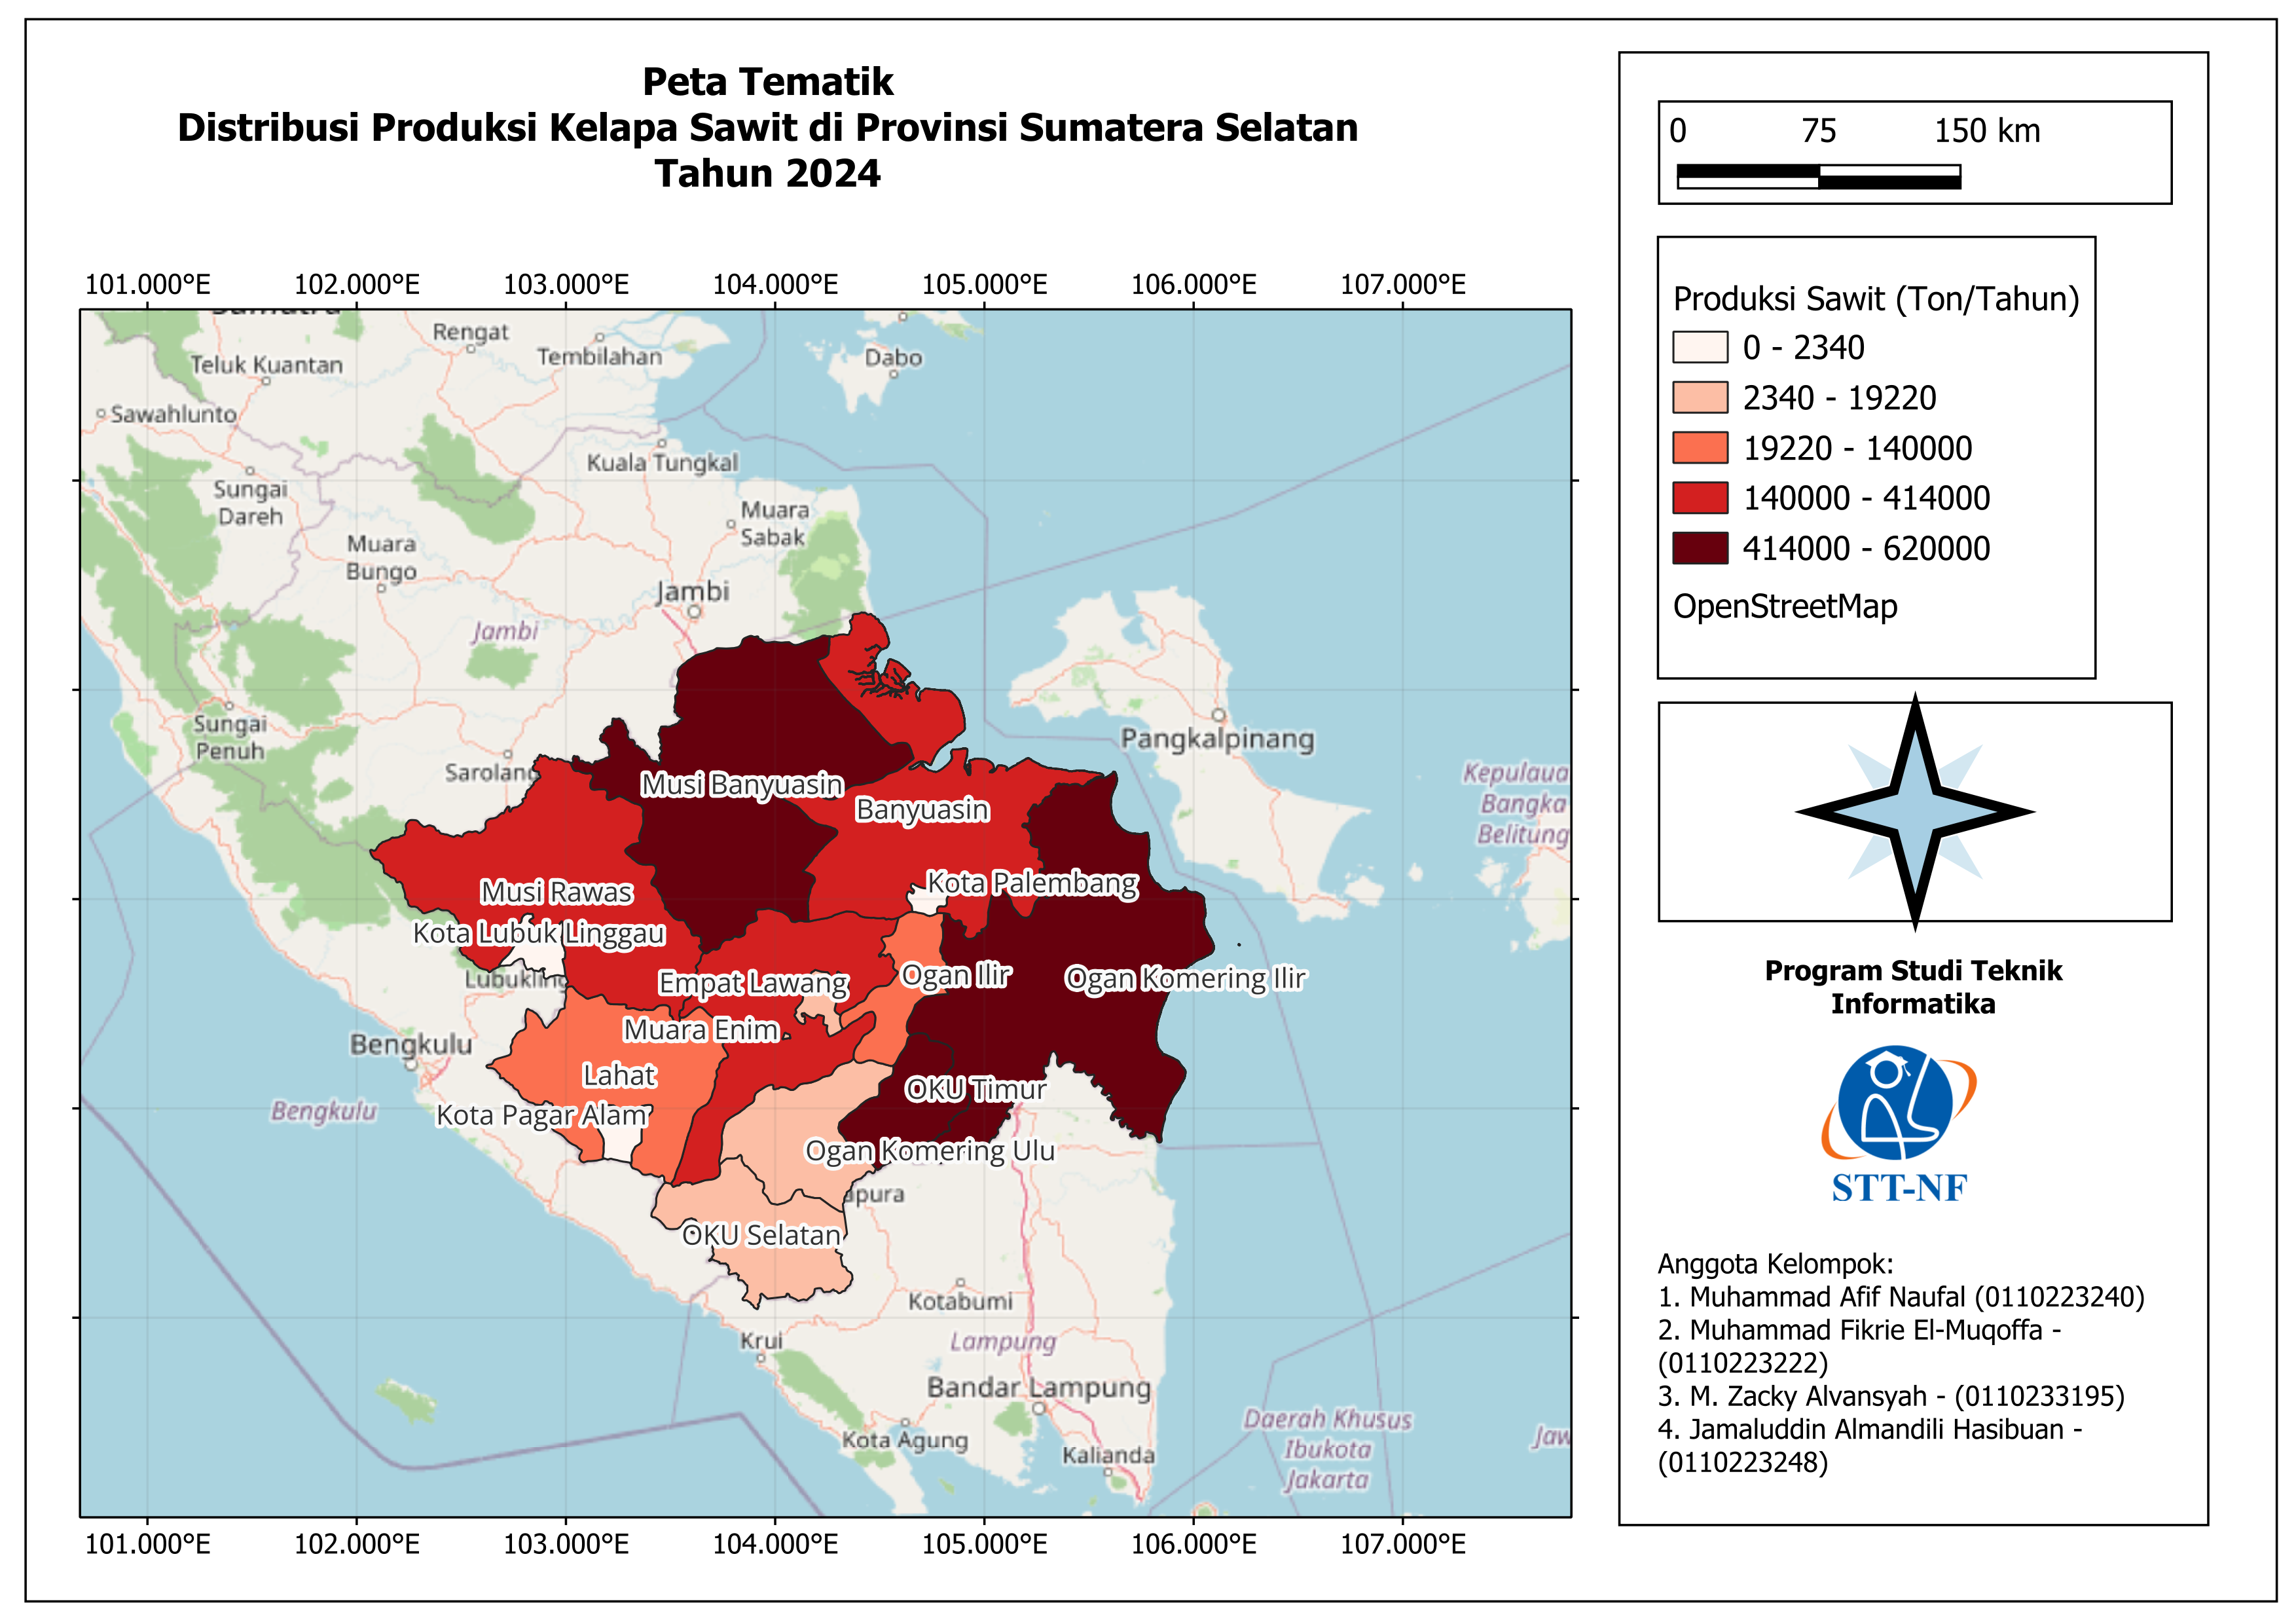 Peta Tematik
Distribusi Produksi Kelapa Sawit di Provinsi Sumatera Selatan
Tahun 2024
101.000°E 102.000°E 103.000°E 104.000°E 105.000°E 106.000°E 107.000°E
Rengat
Tembilahan
Dabo
Teluk Kuantan
Sawahlunto
Kuala Tungkal
Sungai
Dareh
Muara
Sabak
Muara
Bungo
Jambi
Jambi
Sungai
Penuh
Pangkalpinang
Kepulaua
Bangka
Belitung
Sarolang
Musi Banyuasin
Banyuasin
Musi Rawas
Kota Palembang
Kota Lubuk Linggau
Lubukling
Empat Lawang
Ogan Ilir
Ogan Komering Ilir
Muara Enim
Bengkulu
Lahat
OKU Timur
Bengkulu
Kota Pagar Alam
Ogan Komering Ulu
apura
OKU Selatan
Kotabumi
Krui
Lampung
Bandar Lampung
Daerah Khusus
Ibukota
Jakarta
Kota Agung
Kalianda
Jaw
101.000°E 102.000°E 103.000°E 104.000°E 105.000°E 106.000°E 107.000°E
0 75 150 km
Produksi Sawit (Ton/Tahun)
0 - 2340
2340 - 19220
19220 - 140000
140000 - 414000
414000 - 620000
OpenStreetMap
Program Studi Teknik
Informatika
STT-NF
Anggota Kelompok:
1. Muhammad Afif Naufal (0110223240)
2. Muhammad Fikrie El-Muqoffa -
(0110223222)
3. M. Zacky Alvansyah - (0110233195)
4. Jamaluddin Almandili Hasibuan -
(0110223248)